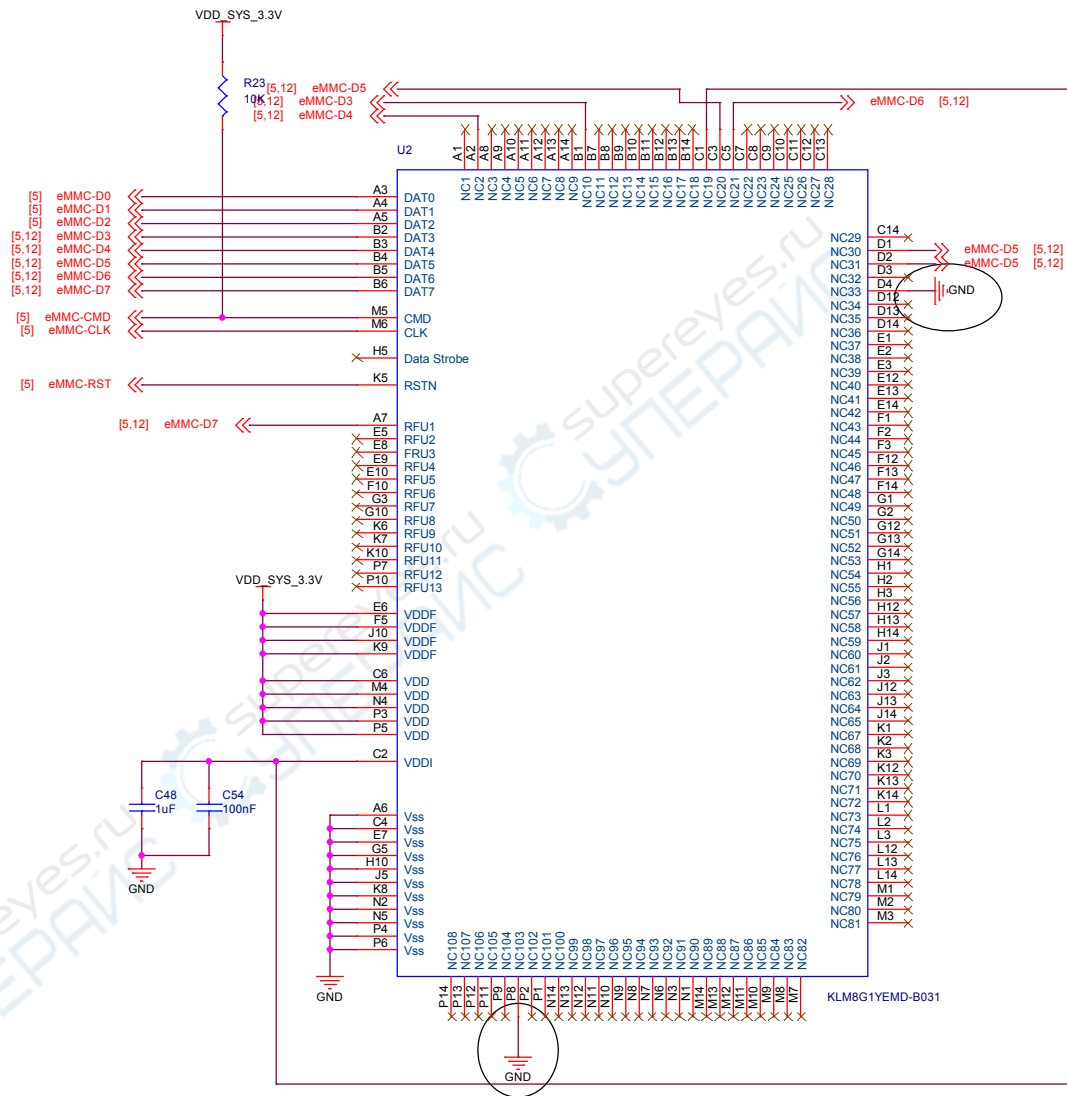 VDD_SYS_3.3V
R23
10K
[5,12] eMMC-D5
[5,12] eMMC-D3
[5,12] eMMC-D4
eMMC-D6 [5,12]
U2
A1 A2 A8 A9 A10 A11 A12 A13 A14 B1 B7 B8 B9 B10 B11 B12 B13 B14 C1 C3 C5 C7 C8 C9 C10 C11 C12 C13
NC1 NC2 NC3 NC4 NC5 NC6 NC7 NC8 NC9 NC10 NC11 NC12 NC13 NC14 NC15 NC16 NC17 NC18 NC19 NC20 NC21 NC22 NC23 NC24 NC25 NC26 NC27 NC28
[5] eMMC-D0 A3 DAT0
[5] eMMC-D1 A4 DAT1
[5] eMMC-D2 A5 DAT2
[5,12] eMMC-D3 B2 DAT3
[5,12] eMMC-D4 B3 DAT4
[5,12] eMMC-D5 B4 DAT5
[5,12] eMMC-D6 B5 DAT6
[5,12] eMMC-D7 B6 DAT7
[5] eMMC-CMD M5 CMD
[5] eMMC-CLK M6 CLK
H5 Data Strobe
[5] eMMC-RST K5 RSTN
[5,12] eMMC-D7 A7 RFU1
E5 RFU2
E8 FRU3
E9 RFU4
E10 RFU5
F10 RFU6
G3 RFU7
G10 RFU8
K6 RFU9
K7 RFU10
K10 RFU11
P7 RFU12
P10 RFU13
VDD_SYS_3.3V
E6 VDDF
F5 VDDF
J10 VDDF
K9 VDDF
C6 VDD
M4 VDD
N4 VDD
P3 VDD
P5 VDD
C2 VDDI
C48
1uF
C54
100nF
GND
A6 Vss
C4 Vss
E7 Vss
G5 Vss
H10 Vss
J5 Vss
K8 Vss
N2 Vss
N5 Vss
P4 Vss
P6 Vss
GND
NC29 C14
NC30 D1 eMMC-D5 [5,12]
NC31 D2 eMMC-D5 [5,12]
NC32 D3
NC33 D4 GND
NC34 D12
NC35 D13
NC36 D14
NC37 E1
NC38 E2
NC39 E3
NC40 E12
NC41 E13
NC42 E14
NC43 F1
NC44 F2
NC45 F3
NC46 F12
NC47 F13
NC48 F14
NC49 G1
NC50 G2
NC51 G12
NC52 G13
NC53 G14
NC54 H1
NC55 H2
NC56 H3
NC57 H12
NC58 H13
NC59 H14
NC60 J1
NC61 J2
NC62 J3
NC63 J12
NC64 J13
NC65 J14
NC67 K1
NC68 K2
NC69 K3
NC70 K12
NC71 K13
NC72 K14
NC73 L1
NC74 L2
NC75 L3
NC76 L12
NC77 L13
NC78 L14
NC79 M1
NC80 M2
NC81 M3
NC108 NC107 NC106 NC105 NC104 NC103 NC102 NC101 NC100 NC99 NC98 NC97 NC96 NC95 NC94 NC93 NC92 NC91 NC90 NC89 NC88 NC87 NC86 NC85 NC84 NC83 NC82
P14 P13 P12 P11 P9 P8 P2 P1 N14 N13 N12 N11 N10 N9 N8 N7 N6 N3 N1 M14 M13 M12 M11 M10 M9 M8 M7
KLM8G1YEMD-B031
GND
supereyes.ru
СУПЕРАЙС
supereyes.ru
СУПЕРАЙС